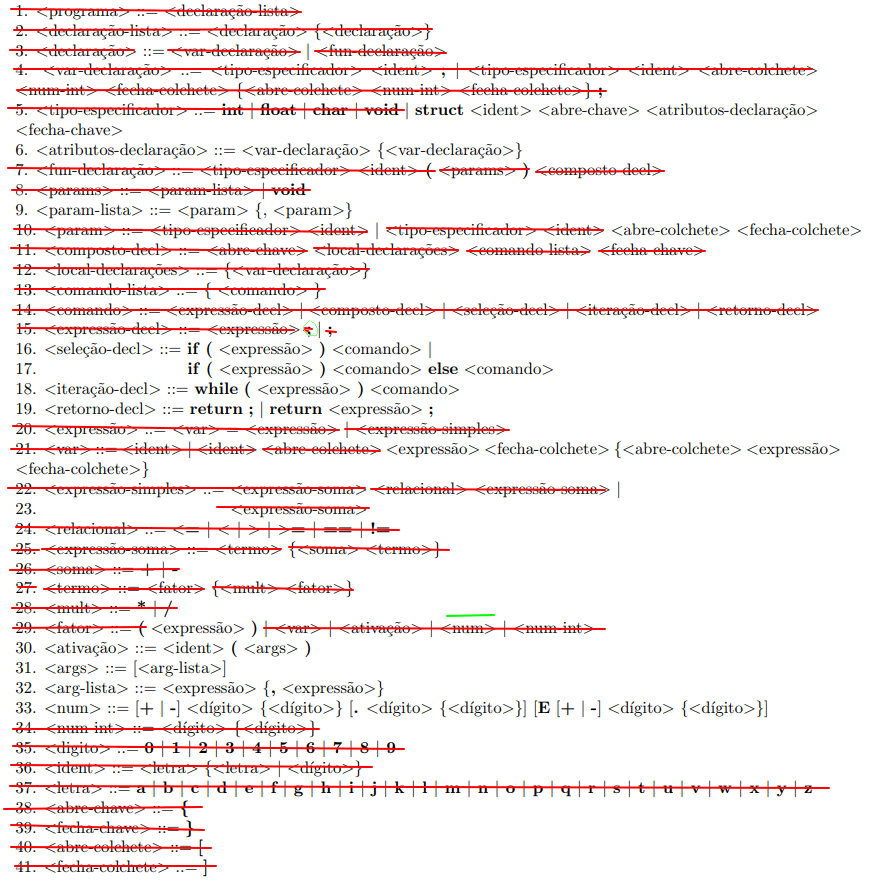 1. <programa> ::= <declaração-lista>
2. <declaração-lista> ::= <declaração> {<declaração>}
3. <declaração> ::= <var-declaração> | <fun-declaração>
4. <var-declaração> ::= <tipo-especificador> <ident> ; | <tipo-especificador> <ident> <abre-colchete>
<num-int> <fecha-colchete> {<abre-colchete> <num-int> <fecha-colchete>} ;
5. <tipo-especificador> ::= int | float | char | void | struct <ident> <abre-chave> <atributos-declaração>
<fecha-chave>
6. <atributos-declaração> ::= <var-declaração> {<var-declaração>}
7. <fun-declaração> ::= <tipo-especificador> <ident> ( <params> ) <composto-decl>
8. <params> ::= <param-lista> | void
9. <param-lista> ::= <param> {, <param>}
10. <param> ::= <tipo-especificador> <ident> | <tipo-especificador> <ident> <abre-colchete> <fecha-colchete>
11. <composto-decl> ::= <abre-chave> <local-declarações> <comando-lista> <fecha-chave>
12. <local-declarações> ::= {<var-declaração>}
13. <comando-lista> ::= { <comando> }
14. <comando> ::= <expressão-decl> | <composto-decl> | <seleção-decl> | <iteração-decl> | <retorno-decl>
15. <expressão-decl> ::= <expressão> ; | ;
16. <seleção-decl> ::= if ( <expressão> ) <comando> |
17. if ( <expressão> ) <comando> else <comando>
18. <iteração-decl> ::= while ( <expressão> ) <comando>
19. <retorno-decl> ::= return ; | return <expressão> ;
20. <expressão> ::= <var> = <expressão> | <expressão-simples>
21. <var> ::= <ident> | <ident> <abre-colchete> <expressão> <fecha-colchete> {<abre-colchete> <expressão>
<fecha-colchete>}
22. <expressão-simples> ::= <expressão-soma> <relacional> <expressão-soma> |
23. <expressão-soma>
24. <relacional> ::= <= | < | > | >= | == | !=
25. <expressão-soma> ::= <termo> {<soma> <termo>}
26. <soma> ::= + | -
27. <termo> ::= <fator> {<mult> <fator>}
28. <mult> ::= * | /
29. <fator> ::= ( <expressão> ) | <var> | <ativação> | <num> | <num-int>
30. <ativação> ::= <ident> ( <args> )
31. <args> ::= [<arg-lista>]
32. <arg-lista> ::= <expressão> {, <expressão>}
33. <num> ::= [+ | -] <dígito> {<dígito>} [. <dígito> {<dígito>}] [E [+ | -] <dígito> {<dígito>}]
34. <num-int> ::= <dígito> {<dígito>}
35. <digito> ::= 0 | 1 | 2 | 3 | 4 | 5 | 6 | 7 | 8 | 9
36. <ident> ::= <letra> {<letra> | <dígito>}
37. <letra> ::= a | b | c | d | e | f | g | h | i | j | k | l | m | n | o | p | q | r | s | t | u | v | w | x | y | z
38. <abre-chave> ::= {
39. <fecha-chave> ::= }
40. <abre-colchete> ::= [
41. <fecha-colchete> ::= ]